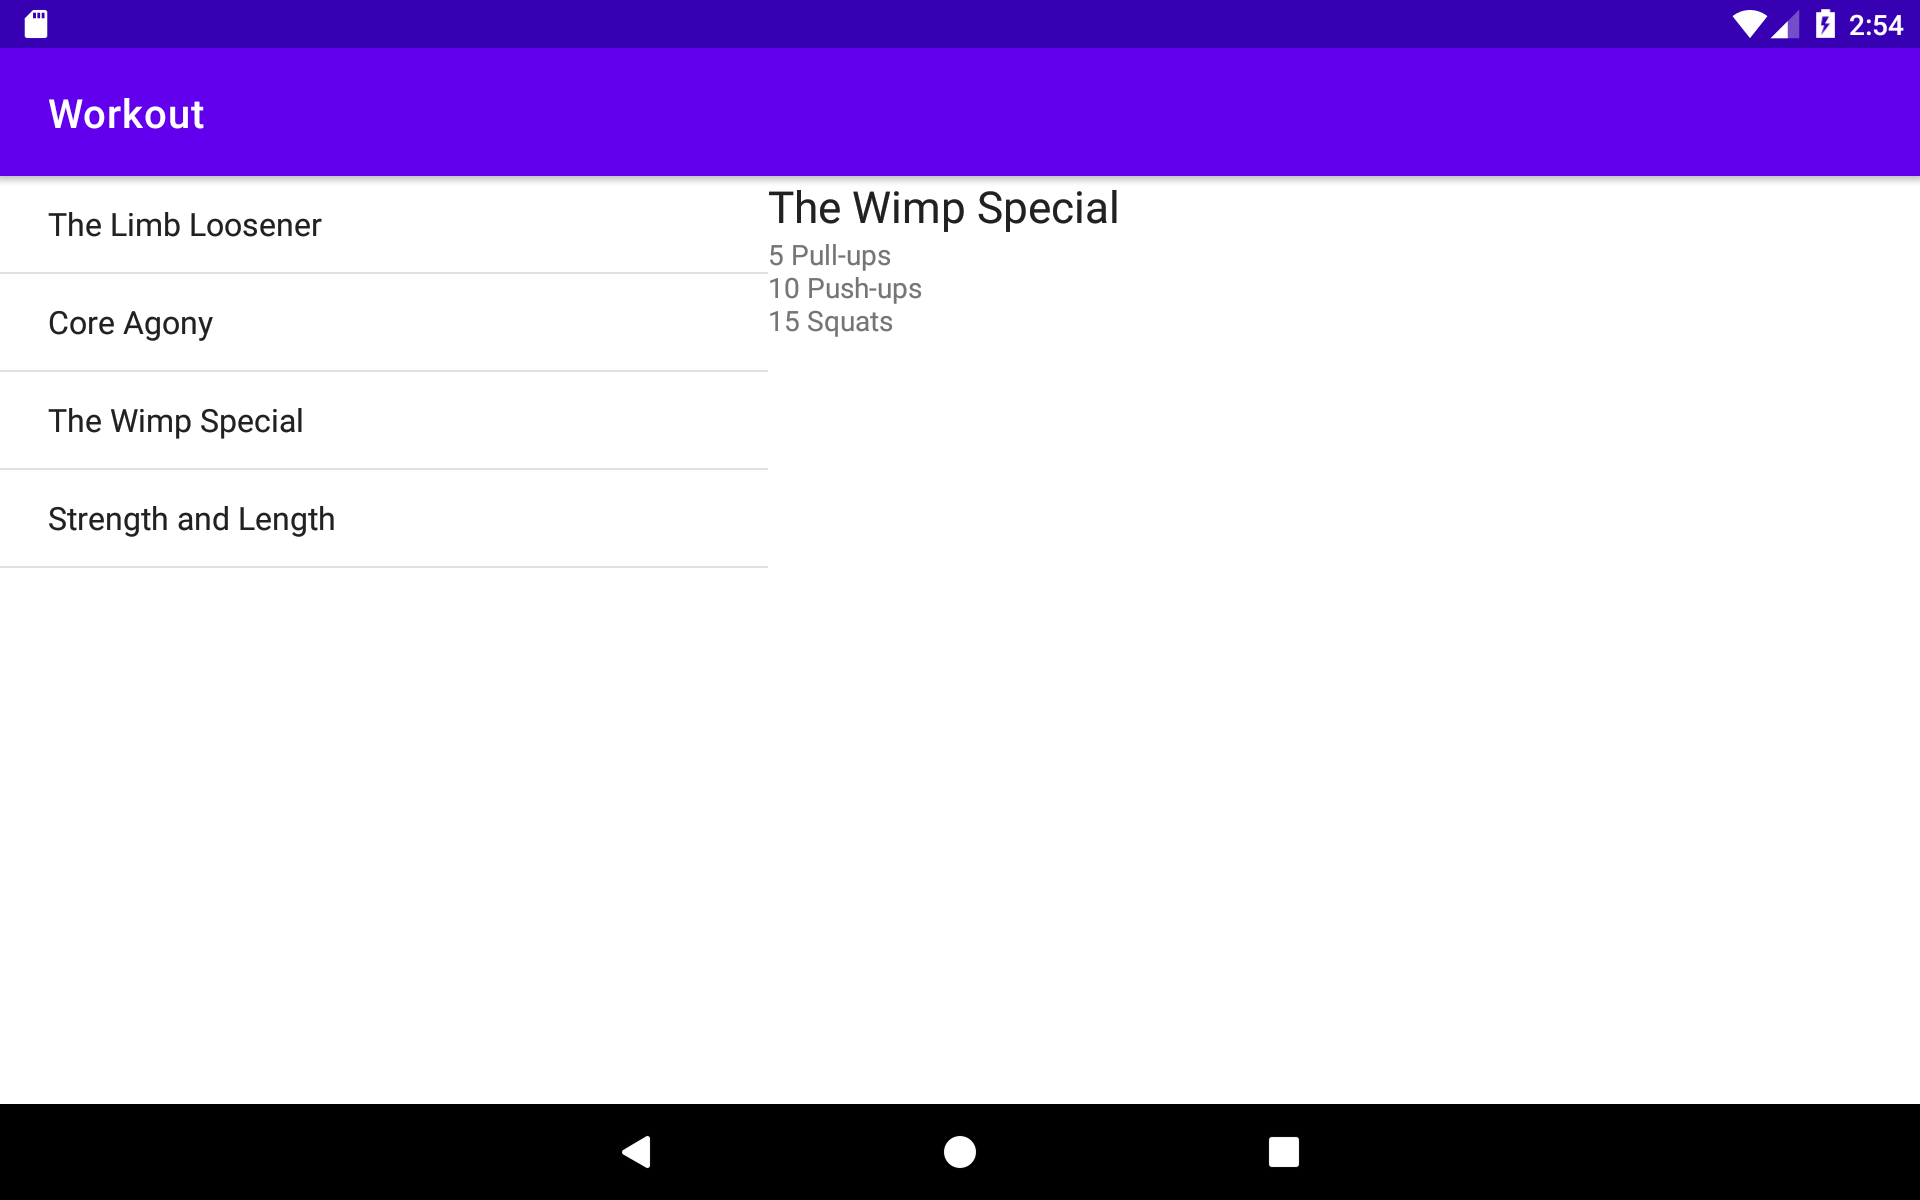 2:54
Workout
The Limb Loosener
Core Agony
The Wimp Special
Strength and Length
The Wimp Special
5 Pull-ups
10 Push-ups
15 Squats